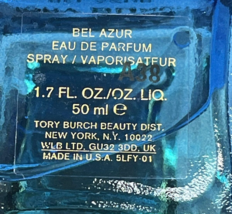 BEL AZUR
EAU DE PARFUM
SPRAY / VAPORISATEUR
1.7 FL. OZ./OZ. LIQ.
50 ml e
TORY BURCH BEAUTY DIST.
NEW YORK, N.Y. 10022
WLB LTD. GU32 3DD, UK
MADE IN U.S.A. 5LFY-01